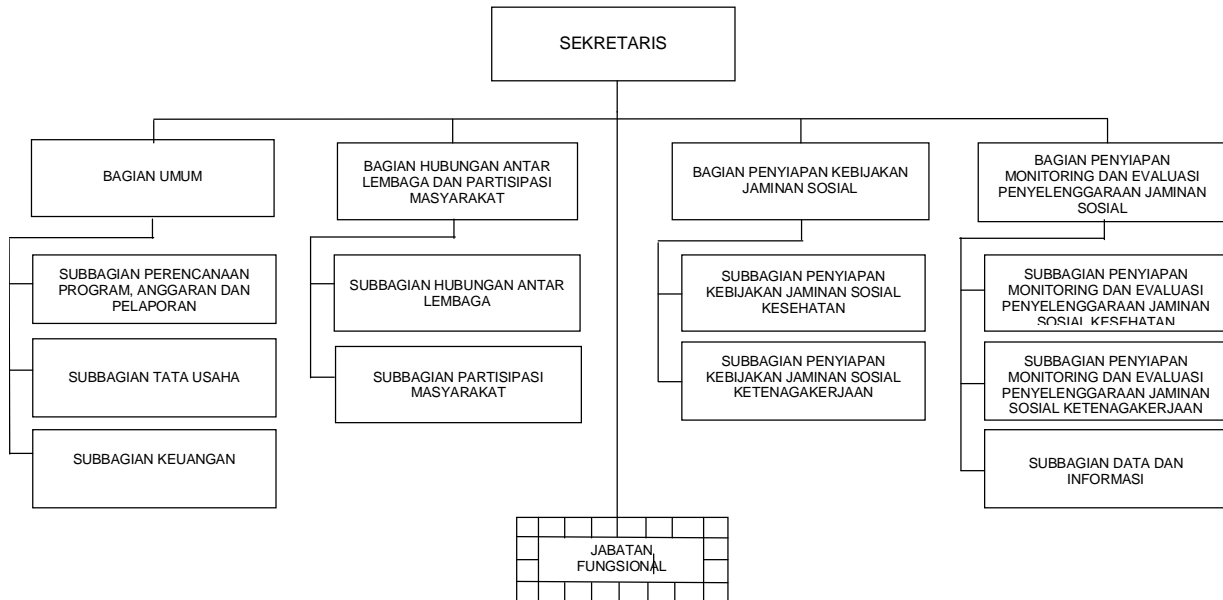 SEKRETARIS
BAGIAN UMUM
BAGIAN HUBUNGAN ANTAR
LEMBAGA DAN PARTISIPASI
MASYARAKAT
BAGIAN PENYIAPAN KEBIJAKAN
JAMINAN SOSIAL
BAGIAN PENYIAPAN
MONITORING DAN EVALUASI
PENYELENGGARAAN JAMINAN
SOSIAL
SUBBAGIAN PERENCANAAN
PROGRAM, ANGGARAN DAN
PELAPORAN
SUBBAGIAN HUBUNGAN ANTAR
LEMBAGA
SUBBAGIAN PENYIAPAN
KEBIJAKAN JAMINAN SOSIAL
KESEHATAN
SUBBAGIAN PENYIAPAN
MONITORING DAN EVALUASI
PENYELENGGARAAN JAMINAN
SOSIAL KESEHATAN
SUBBAGIAN TATA USAHA
SUBBAGIAN PARTISIPASI
MASYARAKAT
SUBBAGIAN PENYIAPAN
KEBIJAKAN JAMINAN SOSIAL
KETENAGAKERJAAN
SUBBAGIAN PENYIAPAN
MONITORING DAN EVALUASI
PENYELENGGARAAN JAMINAN
SOSIAL KETENAGAKERJAAN
SUBBAGIAN KEUANGAN
SUBBAGIAN DATA DAN
INFORMASI
JABATAN
FUNGSIONAL